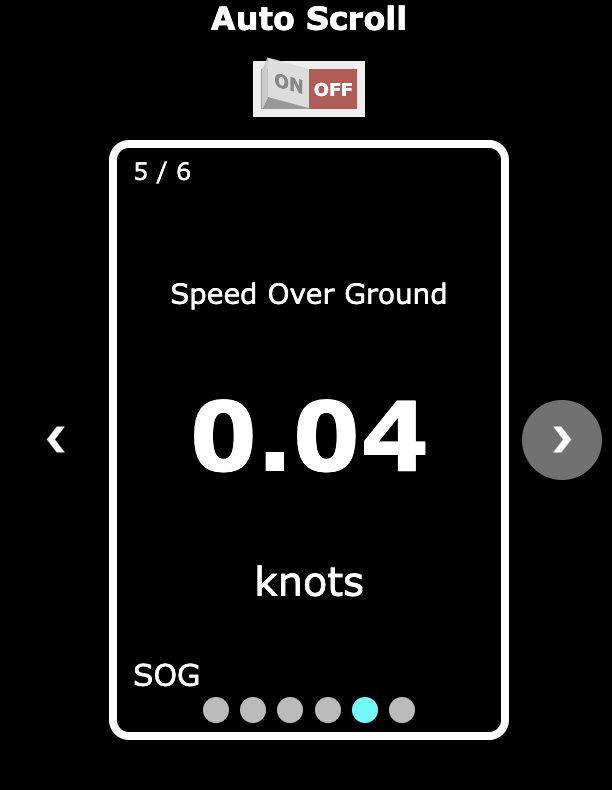 Auto Scroll
ON OFF
5 / 6
Speed Over Ground
0.04
❮ ❯
knots
SOG